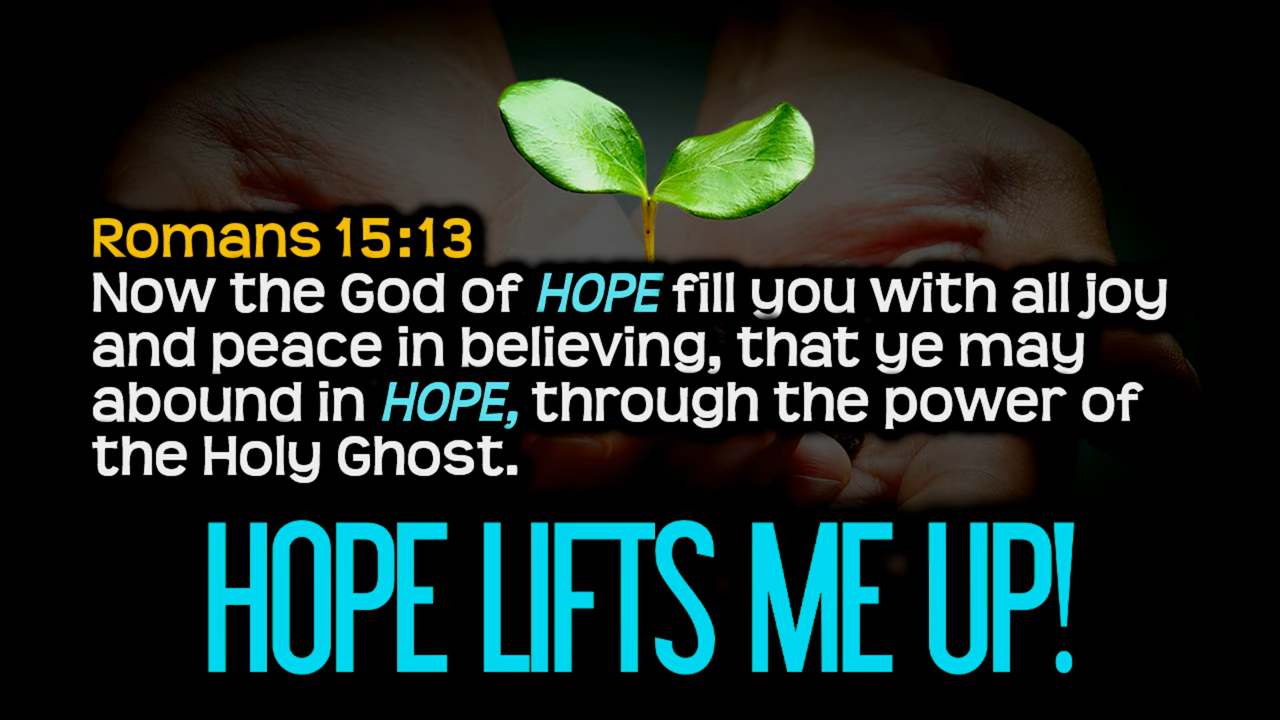 Romans 15:13
Now the God of HOPE fill you with all joy
and peace in believing, that ye may
abound in HOPE, through the power of
the Holy Ghost.
HOPE LIFTS ME UP!